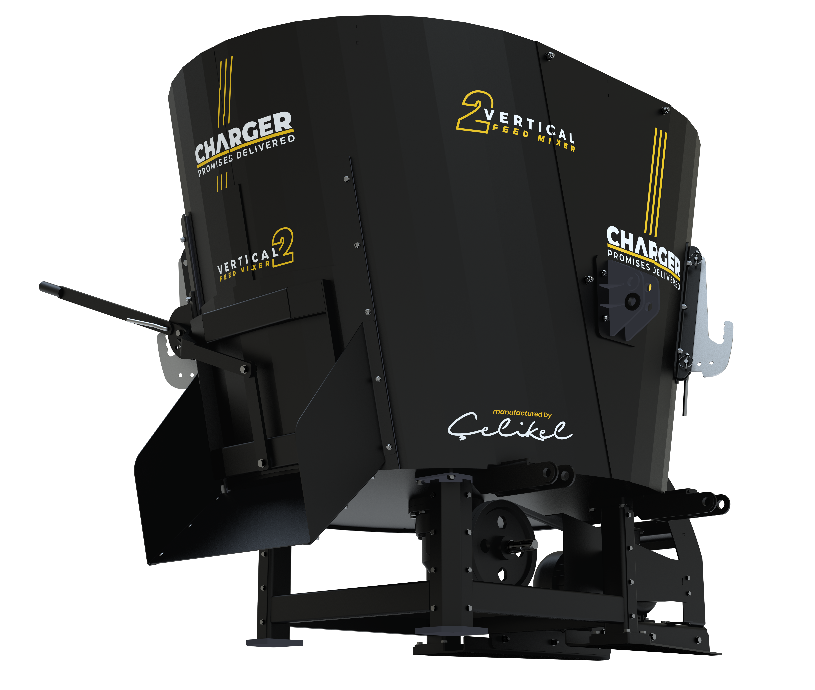 CHARGER
PROMISES DELIVERED
2 VERTICAL
FEED MIXER
VERTICAL 2
FEED MIXER
CHARGER
PROMISES DELIVERED
manufactured by
Çelikel